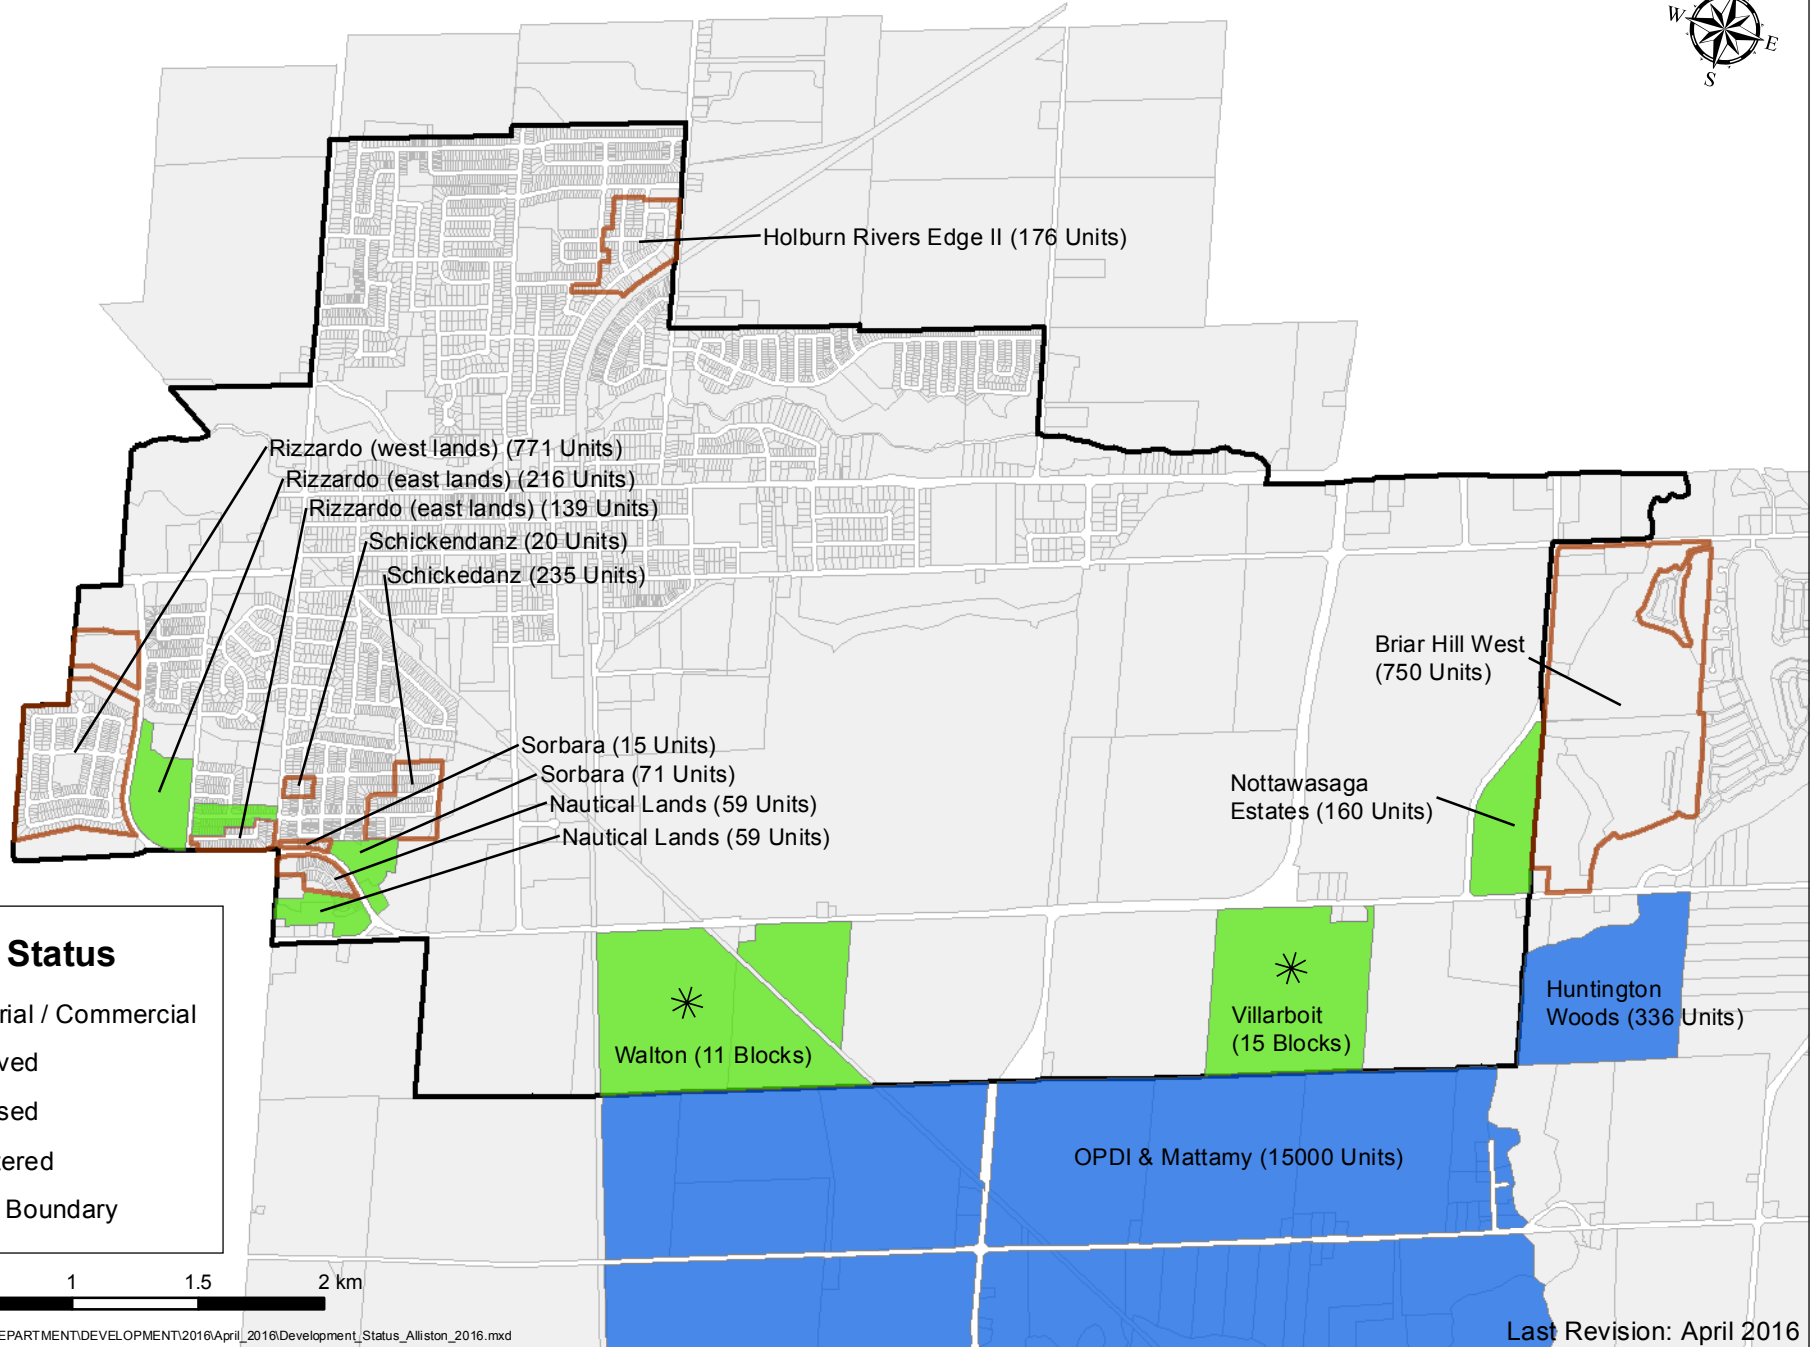 W
E
S
Holburn Rivers Edge II (176 Units)
Rizzardo (west lands) (771 Units)
Rizzardo (east lands) (216 Units)
Rizzardo (east lands) (139 Units)
Schickendanz (20 Units)
Schickedanz (235 Units)
Briar Hill West
(750 Units)
Sorbara (15 Units)
Sorbara (71 Units)
Nautical Lands (59 Units)
Nautical Lands (59 Units)
Nottawasaga
Estates (160 Units)
Status
rial / Commercial
ved
sed
tered
Boundary
Walton (11 Blocks)
Villarboit
(15 Blocks)
Huntington
Woods (336 Units)
OPDI & Mattamy (15000 Units)
1 1.5 2 km
EPARTMENT\DEVELOPMENT\2016\April_2016\Development_Status_Alliston_2016.mxd
Last Revision: April 2016